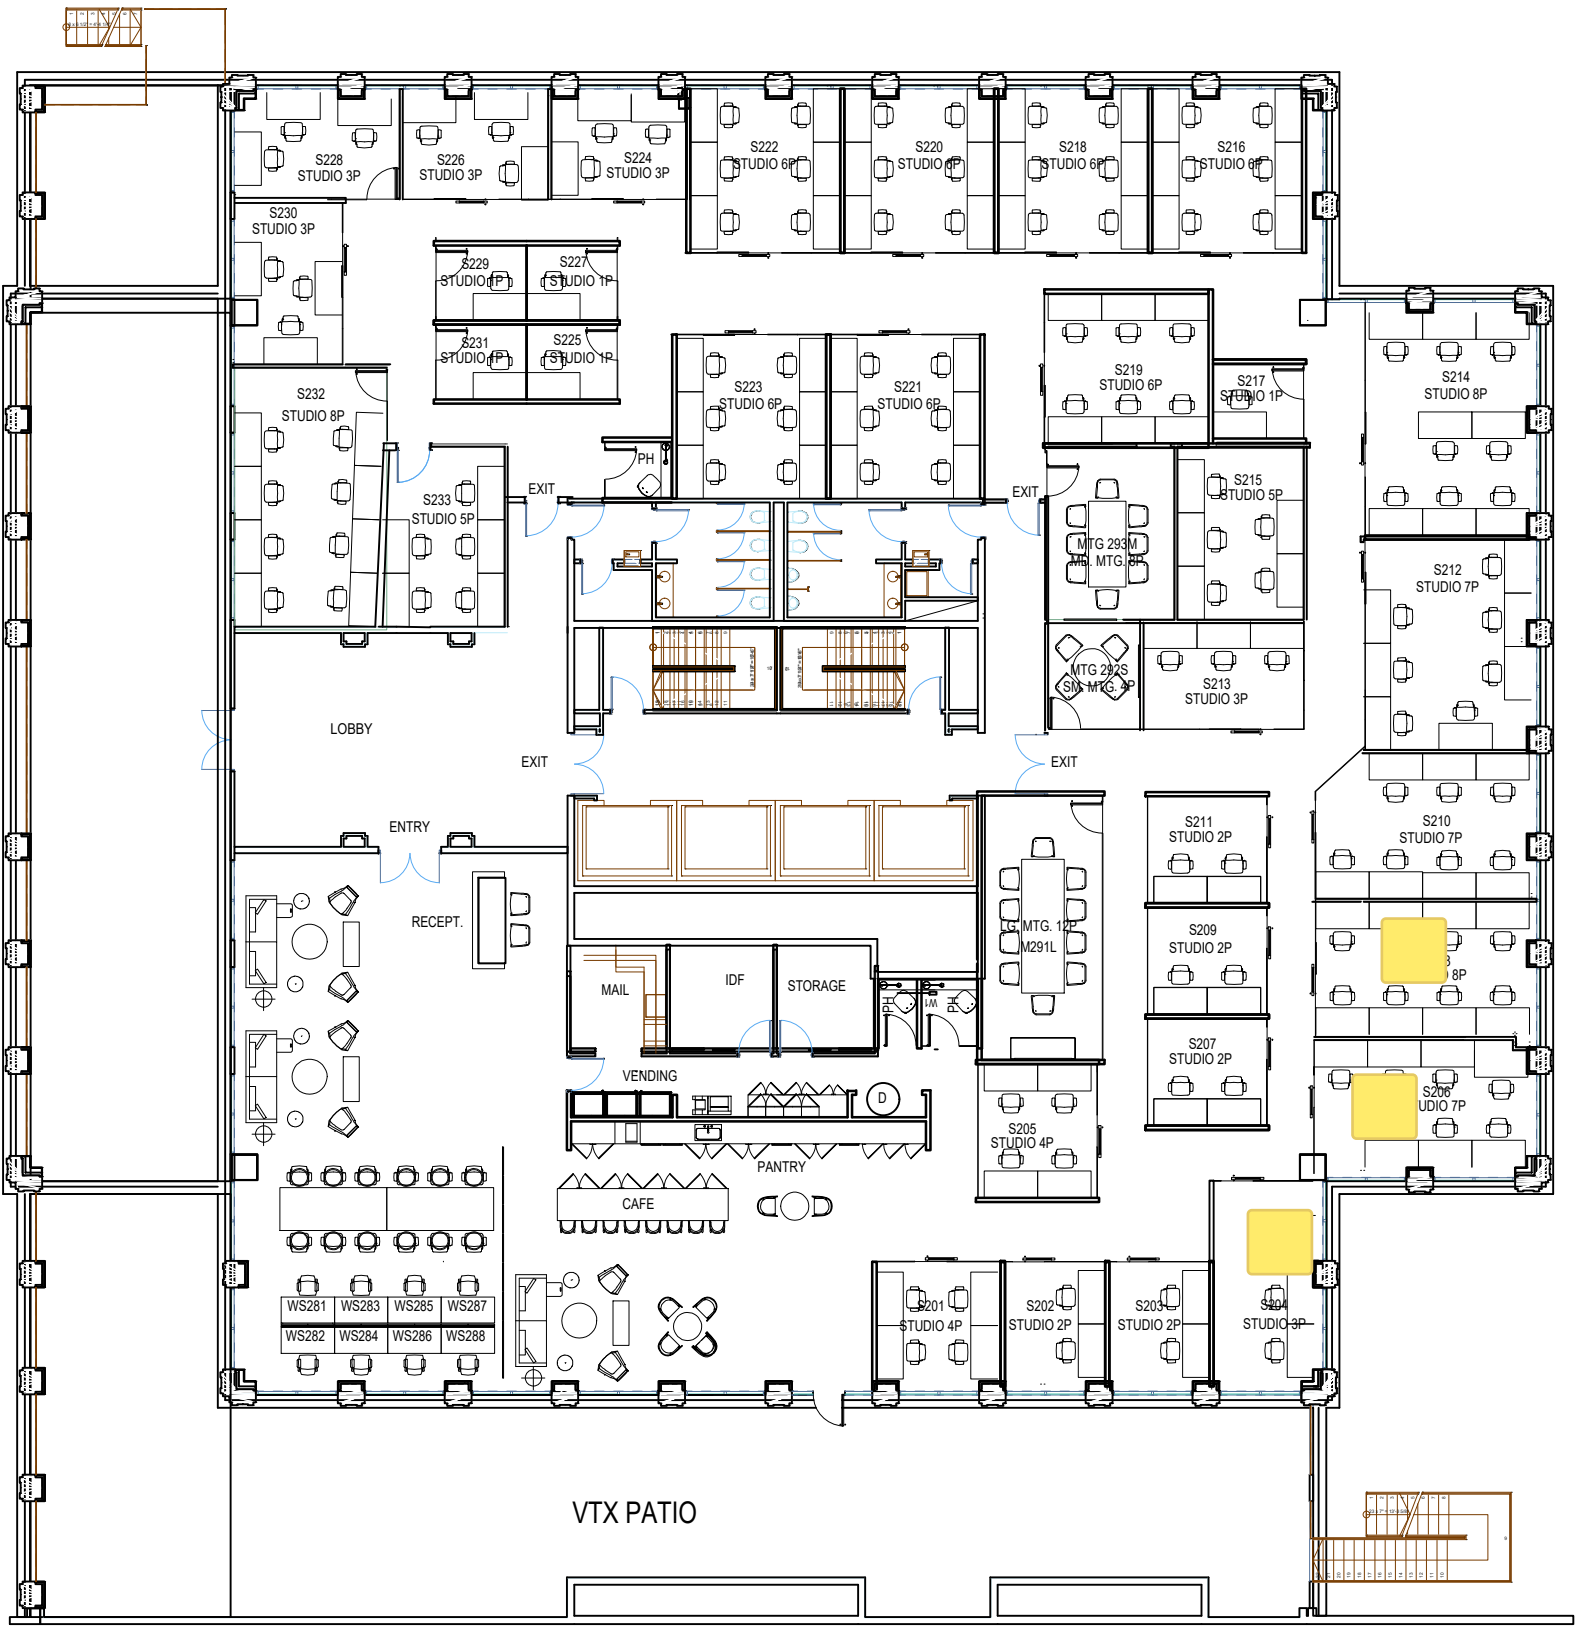 S228
STUDIO 3P
S226
STUDIO 3P
S224
STUDIO 3P
S222
STUDIO 6P
S220
STUDIO 6P
S218
STUDIO 6P
S216
STUDIO 6P
S230
STUDIO 3P
S229
STUDIO 1P
S227
STUDIO 1P
S231
STUDIO 1P
S225
STUDIO 1P
S232
STUDIO 8P
S223
STUDIO 6P
S221
STUDIO 6P
S219
STUDIO 6P
S217
STUDIO 1P
S214
STUDIO 8P
S233
STUDIO 5P
PH
EXIT
EXIT
S215
STUDIO 5P
MTG 293M
MD. MTG. 8P
S212
STUDIO 7P
MTG 292S
SM. MTG. 4P
S213
STUDIO 3P
LOBBY
EXIT
EXIT
ENTRY
S211
STUDIO 2P
S210
STUDIO 7P
RECEPT.
LG. MTG. 12P
M291L
S209
STUDIO 2P
8P
MAIL
IDF
STORAGE
PH
W1
PH
S207
STUDIO 2P
VENDING
D
S206
UDIO 7P
S205
STUDIO 4P
PANTRY
CAFE
WS281
WS283
WS285
WS287
WS282
WS284
WS286
WS288
S201
STUDIO 4P
S202
STUDIO 2P
S203
STUDIO 2P
S204
STUDIO 3P
VTX PATIO